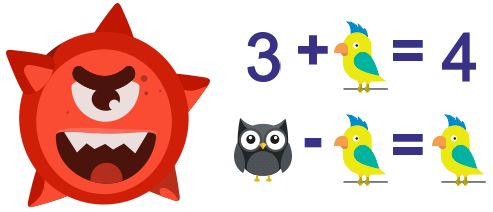 3 + = 4
- =